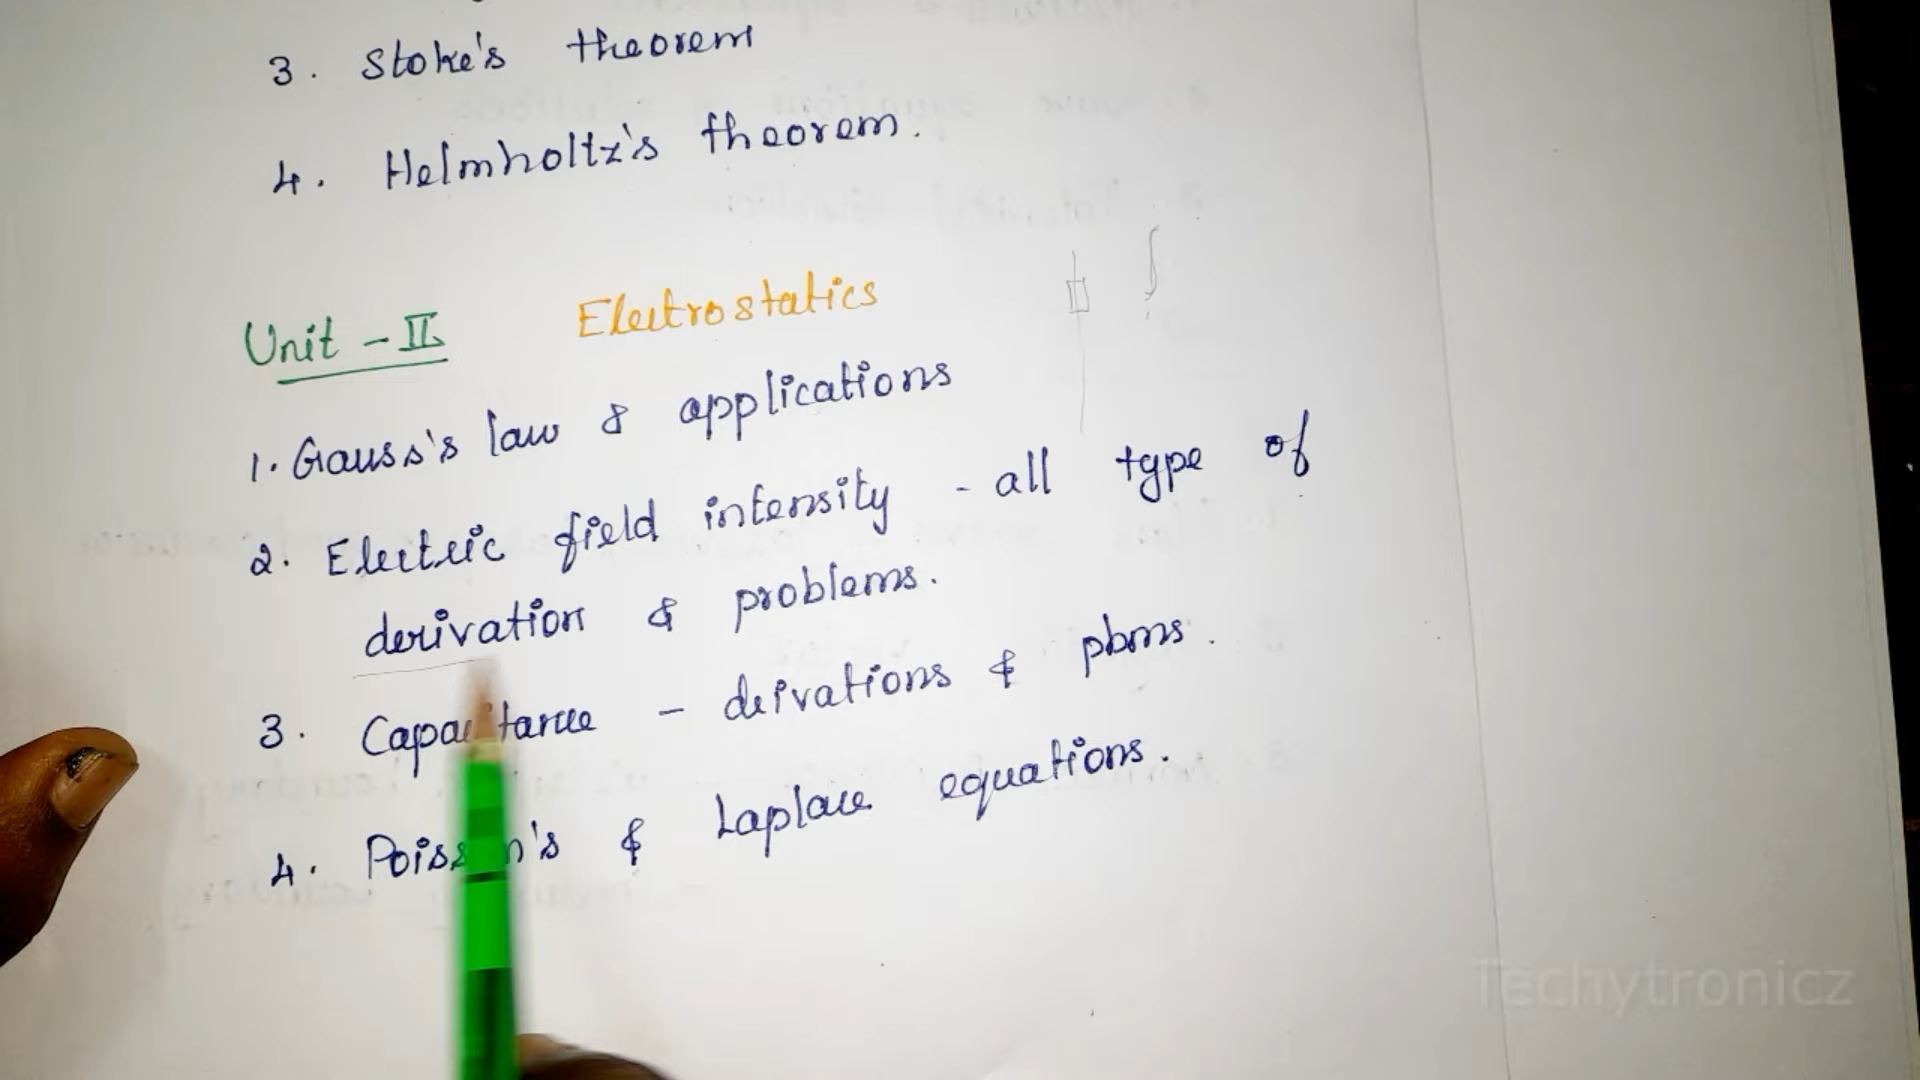 3. Stoke's theorem
4. Helmholtz's theorem.
Unit - II Electrostatics
1. Gauss's law & applications
2. Electric field intensity - all type of
derivation & problems.
3. Capacitance - deivations & pbms.
4. Poisson's & Laplace equations.
Techytronicz